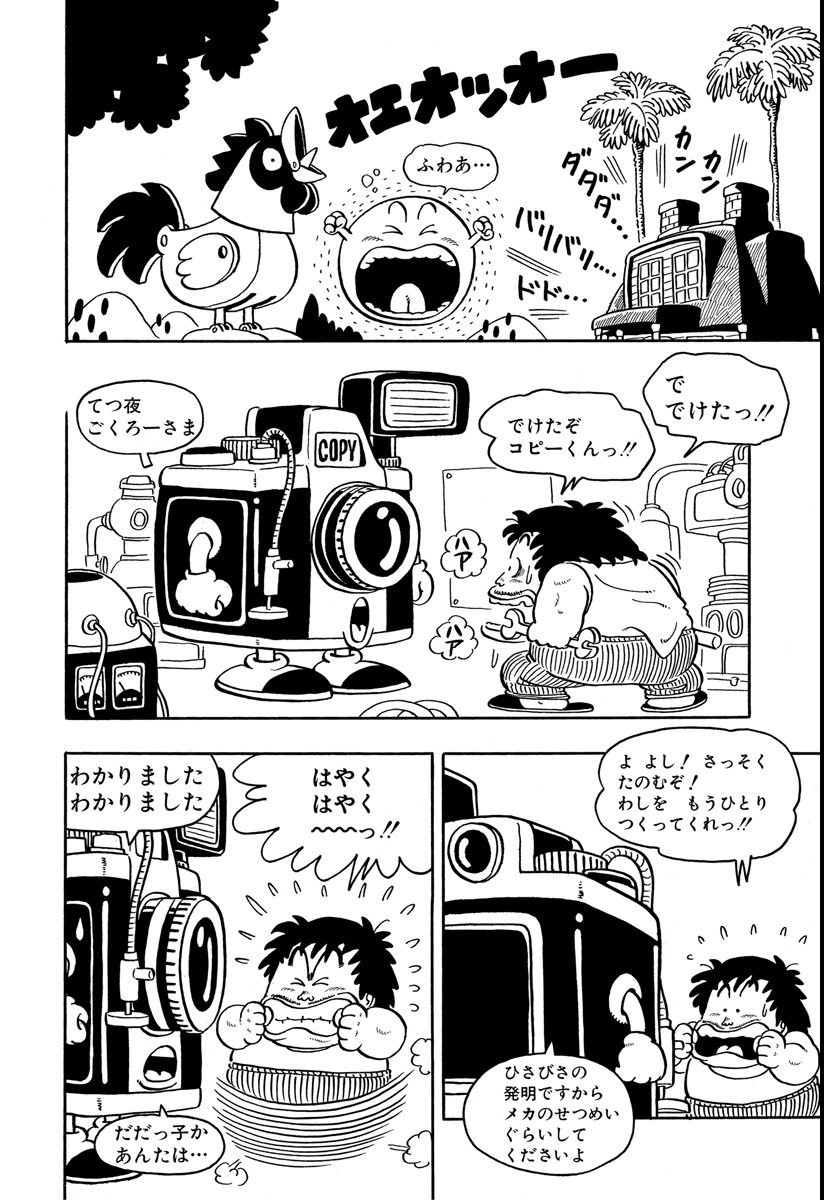 カン
カン
ダダダ…
バリバリ…
ドド…
ふわあ…
オエオッオー
で
でけたっ!!
でけたぞ
コピーくんっ!!
ハア
ハア
COPY
てつ夜
ごくろーさま
よ よし! さっそく
たのむぞ!
わしを もうひとり
つくってくれっ!!
ひさびさの
発明ですから
メカのせつめい
ぐらいして
くださいよ
はやく
はやく
〜〜〜っ!!
わかりました
わかりました
だだっ子か
あんたは…